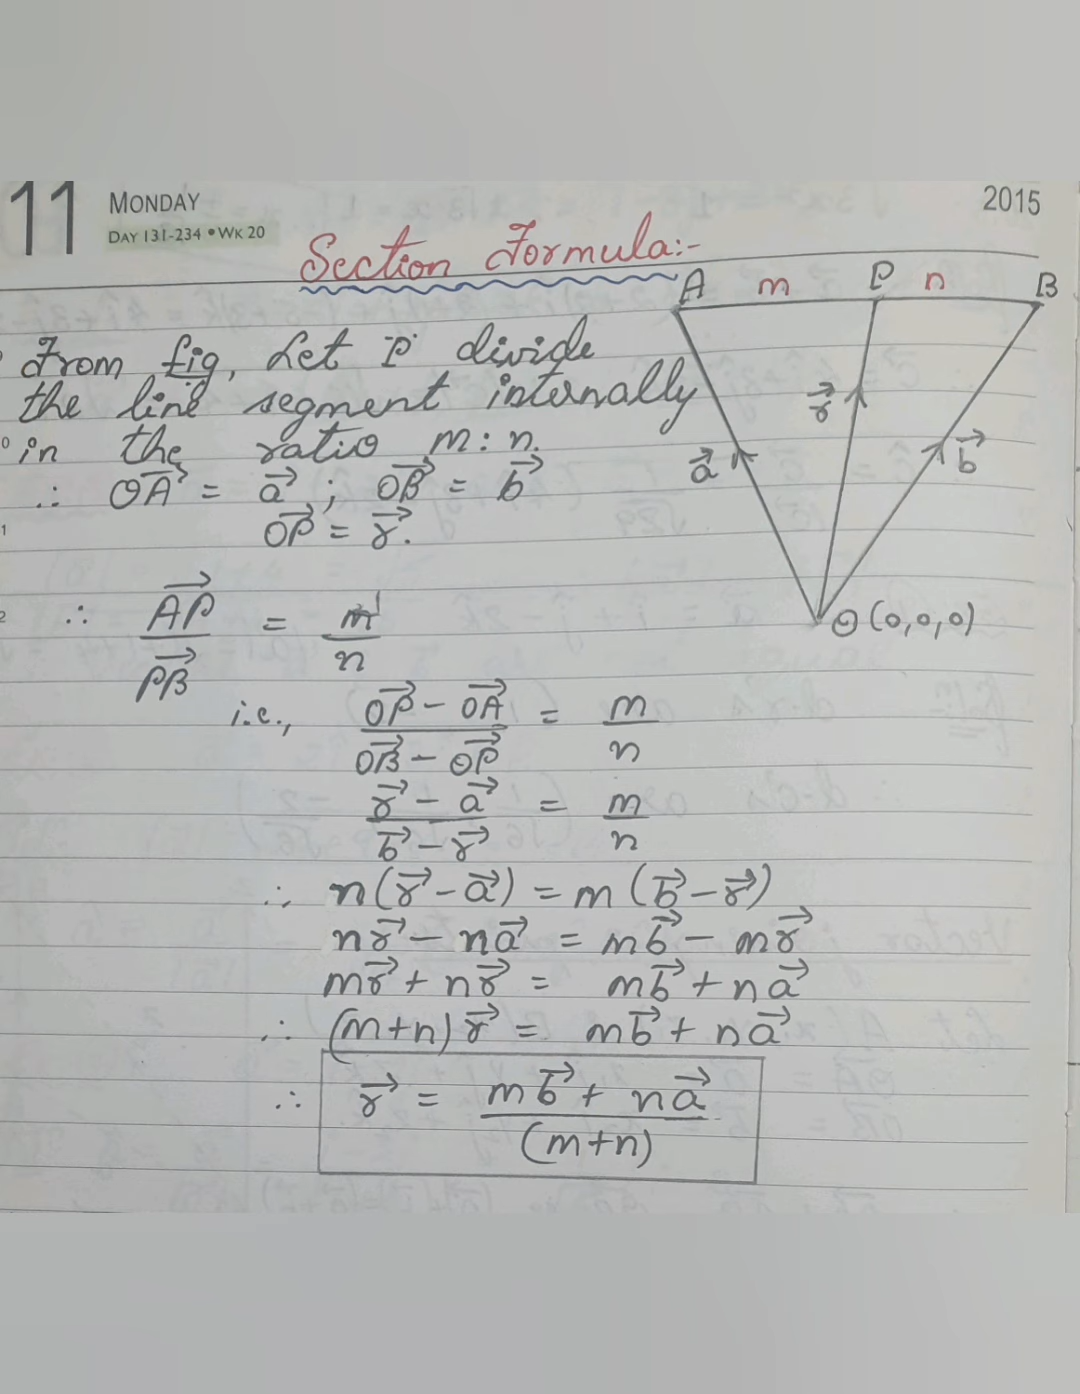 11 MONDAY 2015
DAY 131-234 • WK 20
Section Formula:-
A m P n B
From fig, Let P divide
the line segment internally
in the ratio m:n.
∴ OA⃗ = a⃗ ; OB⃗ = b⃗
OP⃗ = r⃗.
r⃗
a⃗
b⃗
O(0,0,0)
∴ AP⃗/PB⃗ = m/n
i.e., (OP⃗ - OA⃗)/(OB⃗ - OP⃗) = m/n
(r⃗ - a⃗)/(b⃗ - r⃗) = m/n
∴ n(r⃗ - a⃗) = m(b⃗ - r⃗)
nr⃗ - na⃗ = mb⃗ - mr⃗
mr⃗ + nr⃗ = mb⃗ + na⃗
∴ (m+n)r⃗ = mb⃗ + na⃗
∴ r⃗ = (mb⃗ + na⃗)/(m+n)